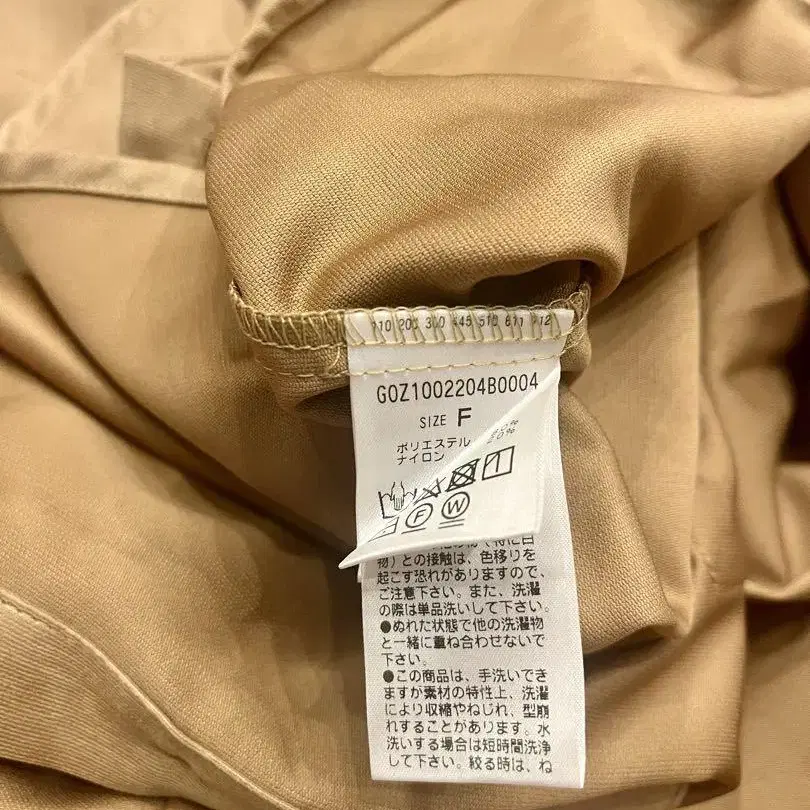 110 20
G0Z1002204B0004
SIZE F
ポリエステル
ナイロン
F W
物)との接触は、色移りを
起こす恐れがありますので、
ご注意下さい。また、洗濯
の際は単品洗いして下さい。
●ぬれた状態で他の洗濯物
と一緒に重ね合わせないで
下さい。
●この商品は、手洗いでき
ますが素材の特性上、洗濯
により収縮やねじれ、型崩
れすることがあります。水
洗いする場合は短時間洗浄
して下さい。絞る時は、ね